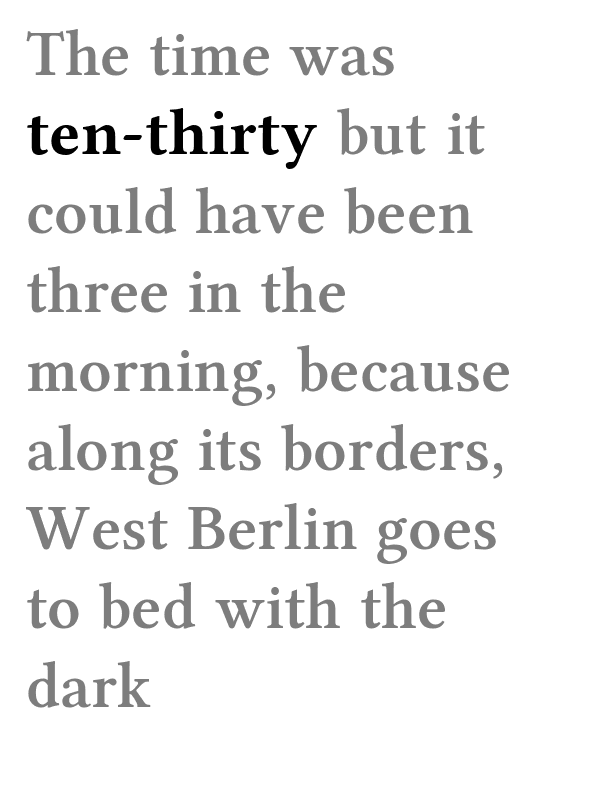 The time was
ten-thirty but it
could have been
three in the
morning, because
along its borders,
West Berlin goes
to bed with the
dark